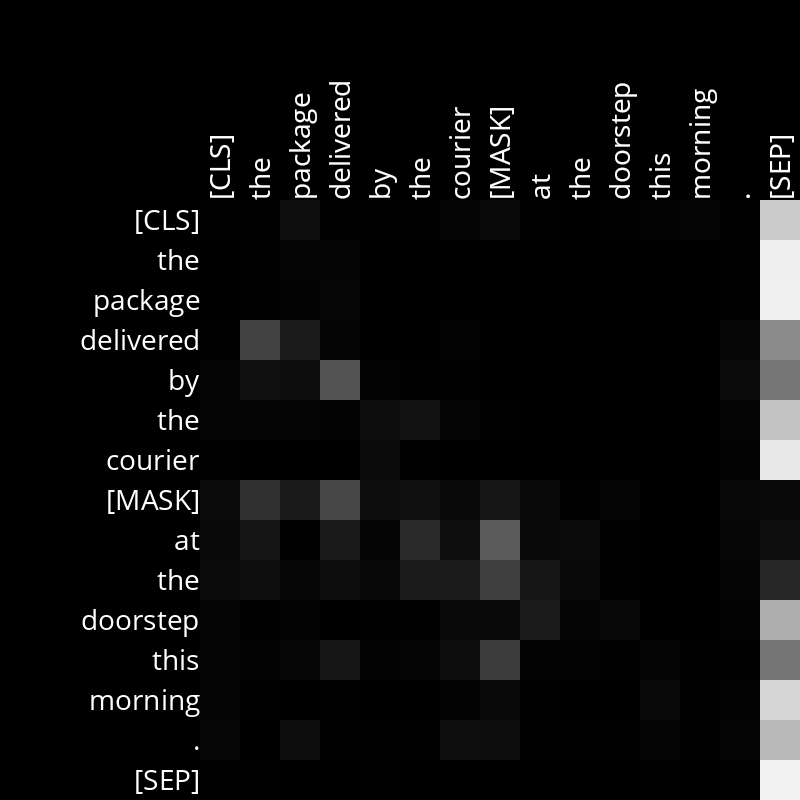 [CLS] the package delivered by the courier [MASK] at the doorstep this morning . [SEP]
[CLS]
the
package
delivered
by
the
courier
[MASK]
at
the
doorstep
this
morning
.
[SEP]